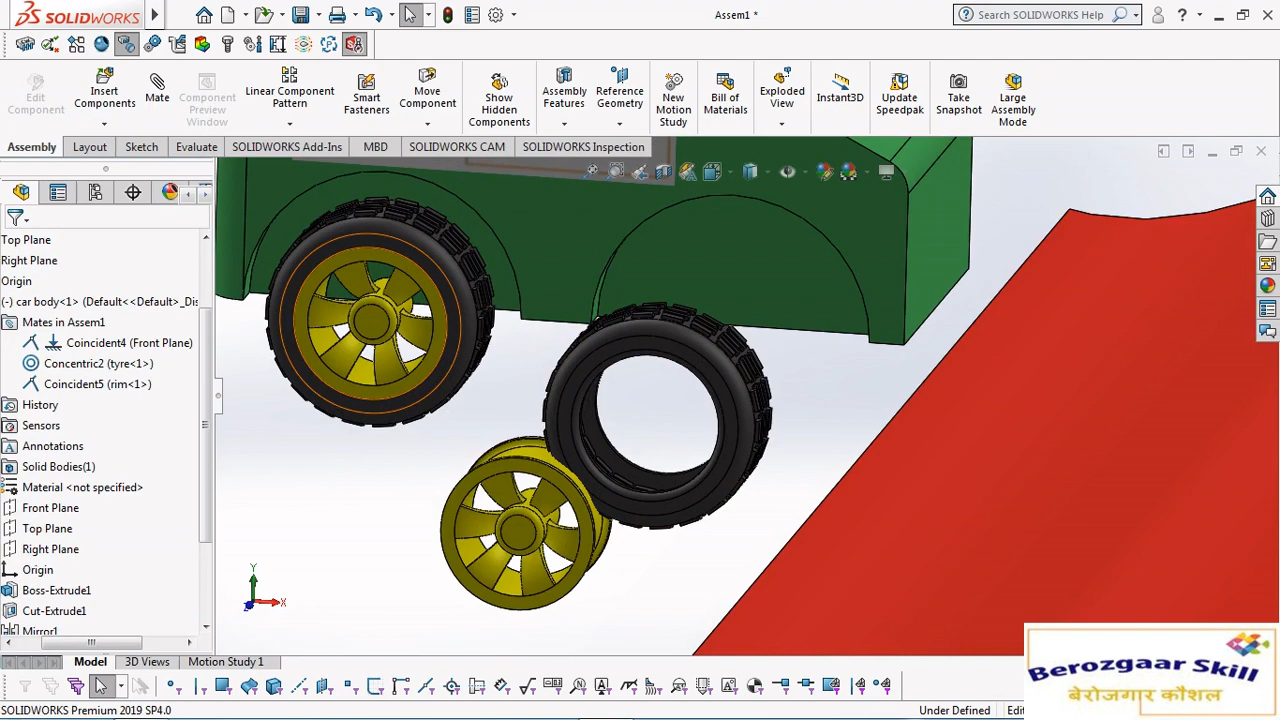 SOLIDWORKS
Assem1 *
Search SOLIDWORKS Help
Edit Component
Insert Components
Mate
Component Preview Window
Linear Component Pattern
Smart Fasteners
Move Component
Show Hidden Components
Assembly Features
Reference Geometry
New Motion Study
Bill of Materials
Exploded View
Instant3D
Update Speedpak
Take Snapshot
Large Assembly Mode
Assembly
Layout
Sketch
Evaluate
SOLIDWORKS Add-Ins
MBD
SOLIDWORKS CAM
SOLIDWORKS Inspection
Top Plane
Right Plane
Origin
(-) car body<1> (Default<<Default>_Dis
Mates in Assem1
Coincident4 (Front Plane)
Concentric2 (tyre<1>)
Coincident5 (rim<1>)
History
Sensors
Annotations
Solid Bodies(1)
Material <not specified>
Front Plane
Top Plane
Right Plane
Origin
Boss-Extrude1
Cut-Extrude1
Mirror1
Y
X
Z
Model
3D Views
Motion Study 1
SOLIDWORKS Premium 2019 SP4.0
Under Defined
Edit
Berozgaar Skill
बेरोजगार कौशल